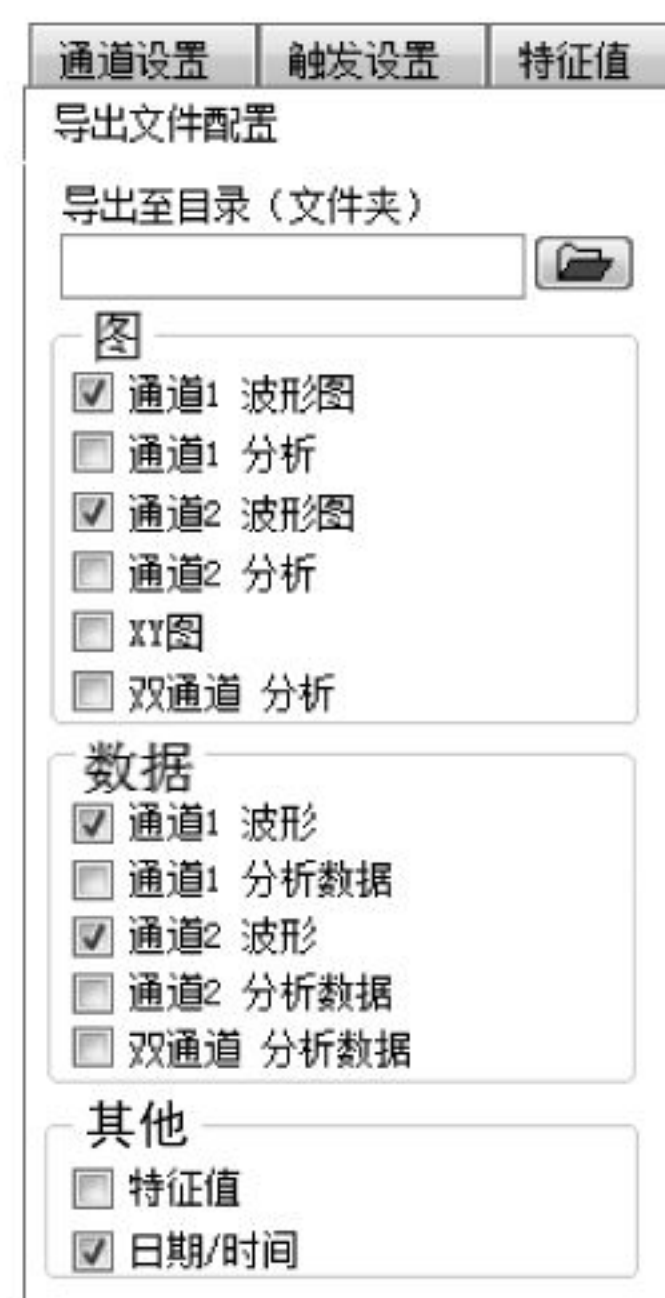 通道设置 触发设置 特征值
导出文件配置
导出至目录（文件夹）
图
通道1 波形图
通道1 分析
通道2 波形图
通道2 分析
XY图
双通道 分析
数据
通道1 波形
通道1 分析数据
通道2 波形
通道2 分析数据
双通道 分析数据
其他
特征值
日期/时间